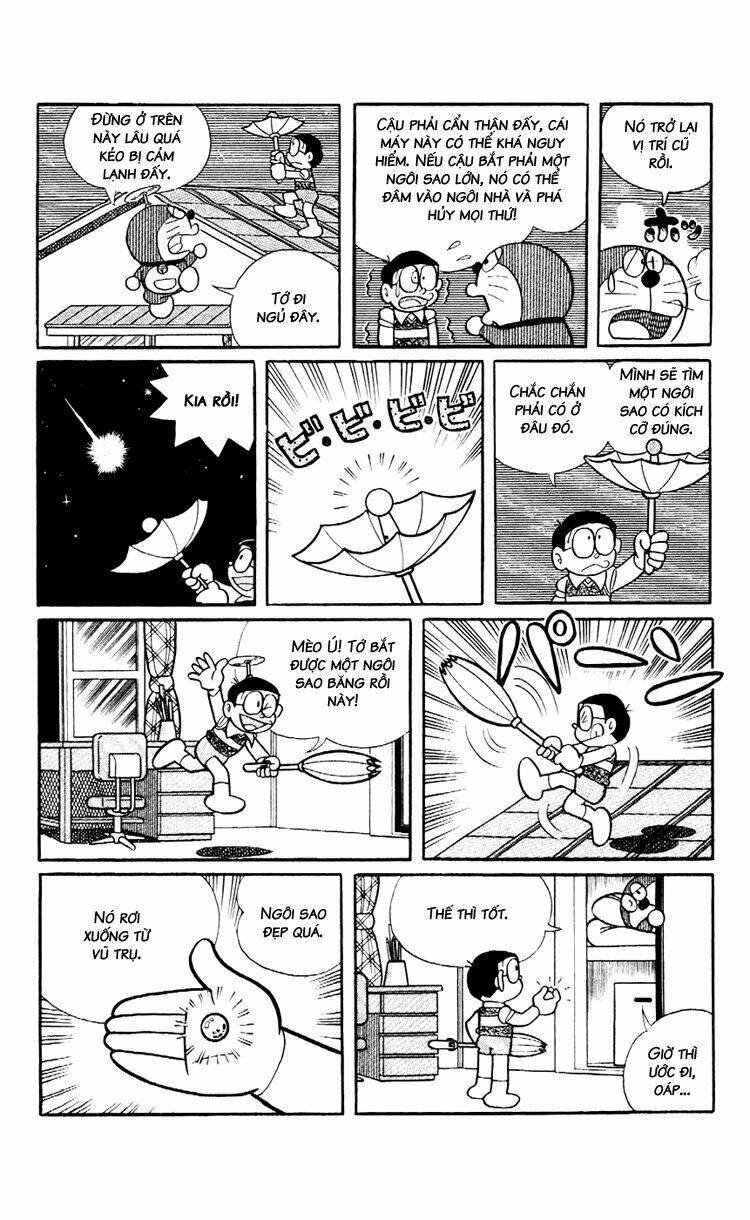 NÓ TRỞ LẠI
VỊ TRÍ CŨ
RỒI.
ホッ
CẬU PHẢI CẨN THẬN ĐẤY, CÁI
MÁY NÀY CÓ THỂ KHÁ NGUY
HIỂM. NẾU CẬU BẮT PHẢI MỘT
NGÔI SAO LỚN, NÓ CÓ THỂ
ĐÂM VÀO NGÔI NHÀ VÀ PHÁ
HỦY MỌI THỨ!
ĐỪNG Ở TRÊN
NÀY LÂU QUÁ
KẺO BỊ CẢM
LẠNH ĐẤY.
TỚ ĐI
NGỦ ĐÂY.
MÌNH SẼ TÌM
MỘT NGÔI
SAO CÓ KÍCH
CỠ ĐÚNG.
CHẮC CHẮN
PHẢI CÓ Ở
ĐÂU ĐÓ.
ビ・ビ・ビ・ビ
KIA RỒI!
パーン
MÈO Ú! TỚ BẮT
ĐƯỢC MỘT NGÔI
SAO BĂNG RỒI
NÀY!
THẾ THÌ TỐT.
GIỜ THÌ
ƯỚC ĐI,
OÁP...
NGÔI SAO
ĐẸP QUÁ.
NÓ RƠI
XUỐNG TỪ
VŨ TRỤ.